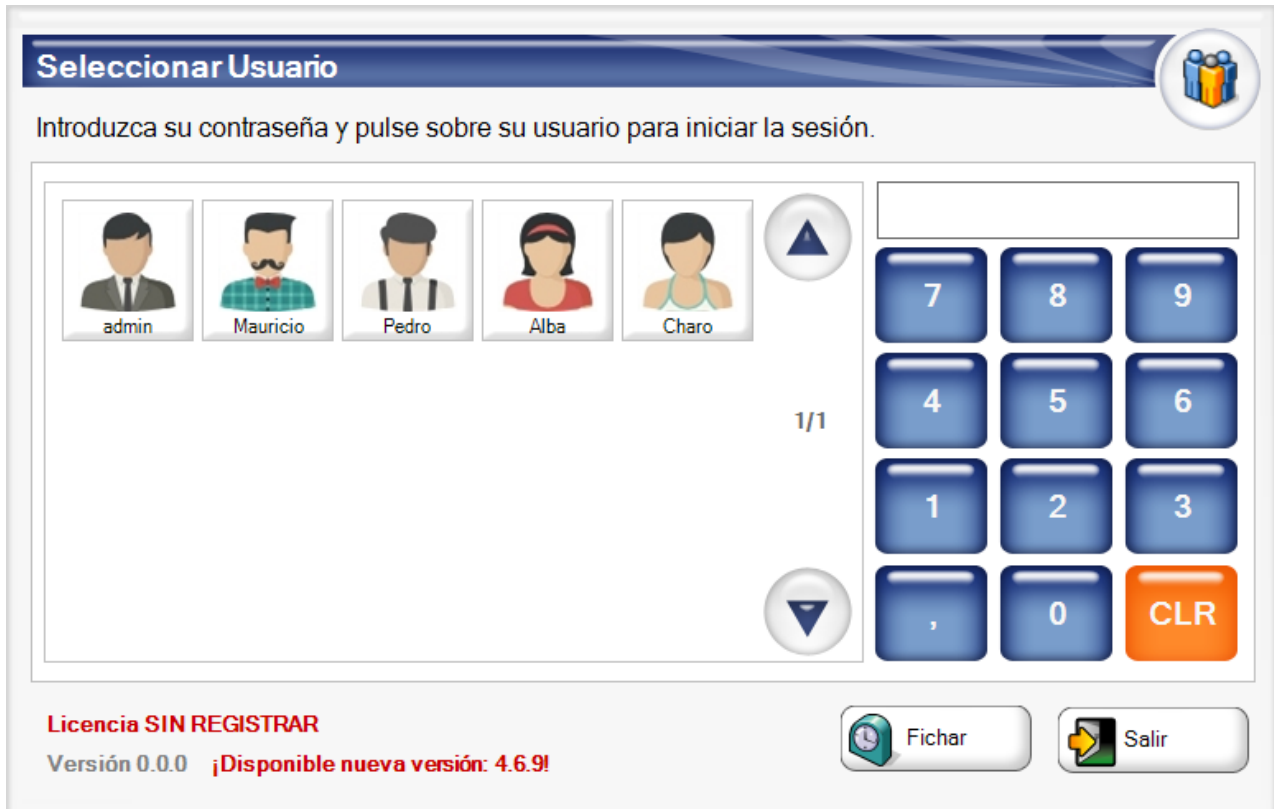 Seleccionar Usuario
Introduzca su contraseña y pulse sobre su usuario para iniciar la sesión.
admin Mauricio Pedro Alba Charo
1/1
7 8 9
4 5 6
1 2 3
, 0 CLR
Licencia SIN REGISTRAR
Versión 0.0.0 ¡Disponible nueva versión: 4.6.9!
Fichar Salir